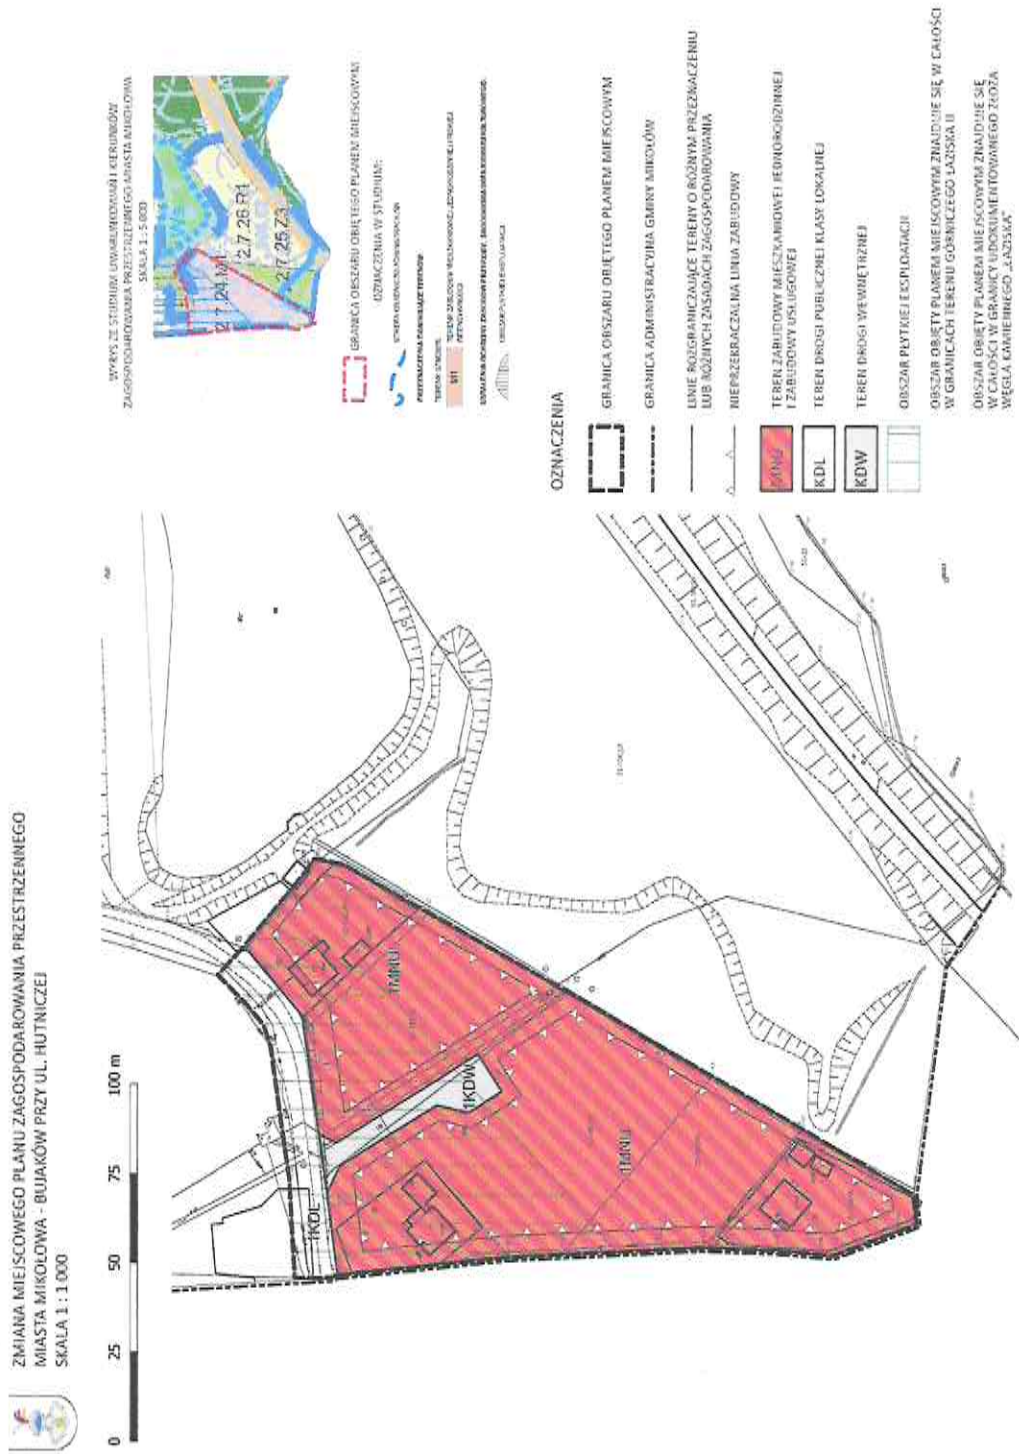 ZMIANA MIEJSCOWEGO PLANU ZAGOSPODAROWANIA PRZESTRZENNEGO
MIASTA MIKOŁOWA - BUJAKÓW PRZY UL. HUTNICZEJ
SKALA 1 : 1 000
0 25 50 75 100 m
1KDL
1MNU
1KDW
1MNU
WYRYS ZE STUDIUM UWARUNKOWAŃ I KIERUNKÓW
ZAGOSPODAROWANIA PRZESTRZENNEGO MIASTA MIKOŁOWA
SKALA 1 : 5 000
2.7.24.M1
2.7.26.R1
2.7.25.Z3
GRANICA OBSZARU OBJĘTEGO PLANEM MIEJSCOWYM
OZNACZENIA W STUDIUM:
M1
OZNACZENIA
GRANICA OBSZARU OBJĘTEGO PLANEM MIEJSCOWYM
GRANICA ADMINISTRACYJNA GMINY MIKOŁÓW
LINIE ROZGRANICZAJĄCE TERENY O RÓŻNYM PRZEZNACZENIU
LUB RÓŻNYCH ZASADACH ZAGOSPODAROWANIA
NIEPRZEKRACZALNA LINIA ZABUDOWY
MNU
TEREN ZABUDOWY MIESZKANIOWEJ JEDNORODZINNEJ
I ZABUDOWY USŁUGOWEJ
KDL
TEREN DROGI PUBLICZNEJ KLASY LOKALNEJ
KDW
TEREN DROGI WEWNĘTRZNEJ
OBSZAR PŁYTKIEJ EKSPLOATACJI
OBSZAR OBJĘTY PLANEM MIEJSCOWYM ZNAJDUJE SIĘ W CAŁOŚCI
W GRANICACH TERENU GÓRNICZEGO ŁAZISKA II
OBSZAR OBJĘTY PLANEM MIEJSCOWYM ZNAJDUJE SIĘ
W CAŁOŚCI W GRANICY UDOKUMENTOWANEGO ZŁOŻA
WĘGLA KAMIENNEGO „ŁAZISKA"